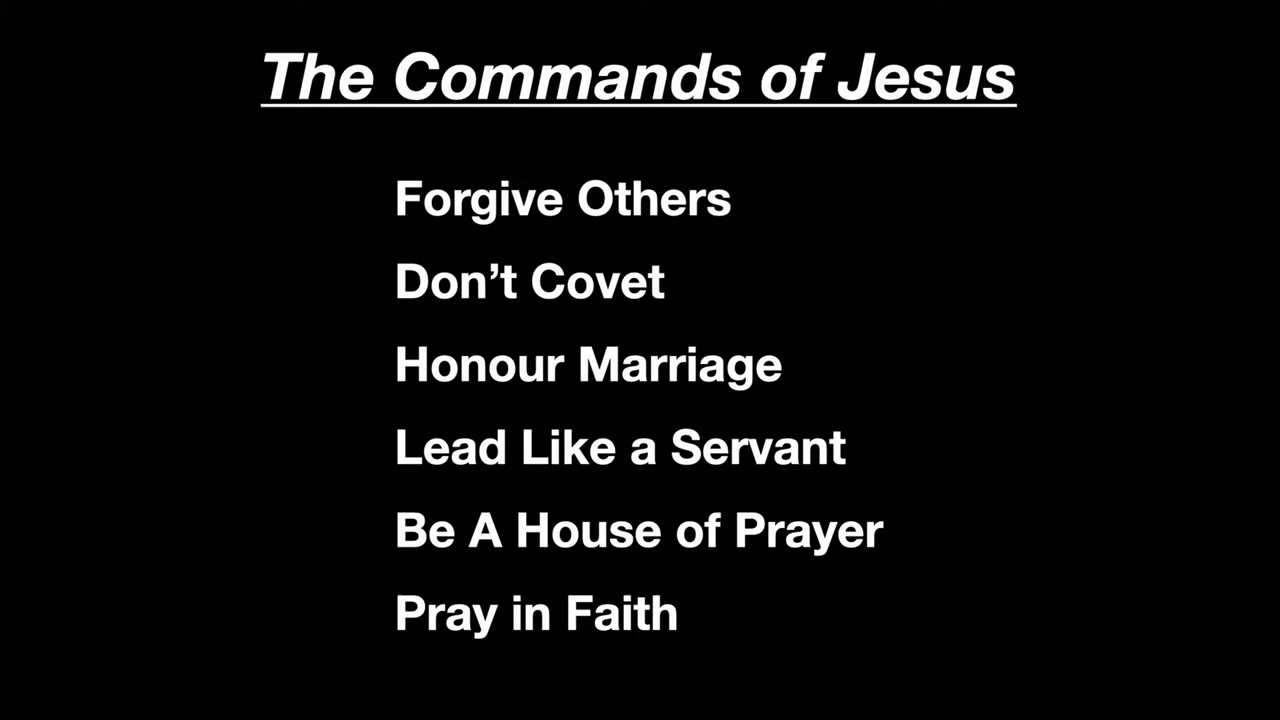 The Commands of Jesus
Forgive Others
Don’t Covet
Honour Marriage
Lead Like a Servant
Be A House of Prayer
Pray in Faith